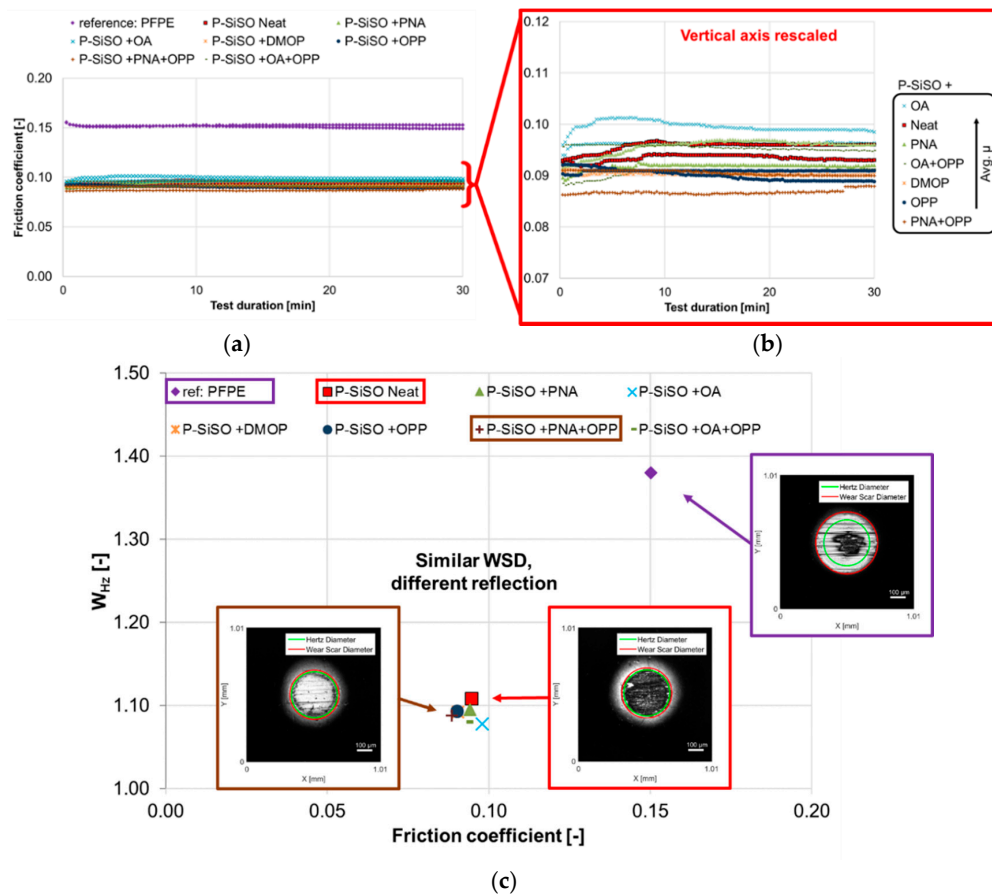 (a)
reference: PFPE P-SiSO Neat P-SiSO +PNA
P-SiSO +OA P-SiSO +DMOP P-SiSO +OPP
P-SiSO +PNA+OPP P-SiSO +OA+OPP
Friction coefficient [-]
0.20
0.15
0.10
0.05
0.00
0 10 20 30
Test duration [min]
Vertical axis rescaled
0.12
0.11
0.10
0.09
0.08
0.07
0 10 20 30
Test duration [min]
P-SiSO +
OA
Neat
PNA
OA+OPP
DMOP
OPP
PNA+OPP
Avg. μ
(a) (b)
1.50
1.40
1.30
1.20
1.10
1.00
W_Hz [-]
ref: PFPE P-SiSO Neat P-SiSO +PNA P-SiSO +OA
P-SiSO +DMOP P-SiSO +OPP P-SiSO +PNA+OPP P-SiSO +OA+OPP
1.01
Hertz Diameter
Wear Scar Diameter
Y [mm]
100 μm
0
X [mm] 1.01
Similar WSD,
different reflection
1.01
Hertz Diameter
Wear Scar Diameter
Y [mm]
100 μm
0
X [mm] 1.01
1.01
Hertz Diameter
Wear Scar Diameter
Y [mm]
100 μm
0
X [mm] 1.01
0.00 0.05 0.10 0.15 0.20
Friction coefficient [-]
(c)